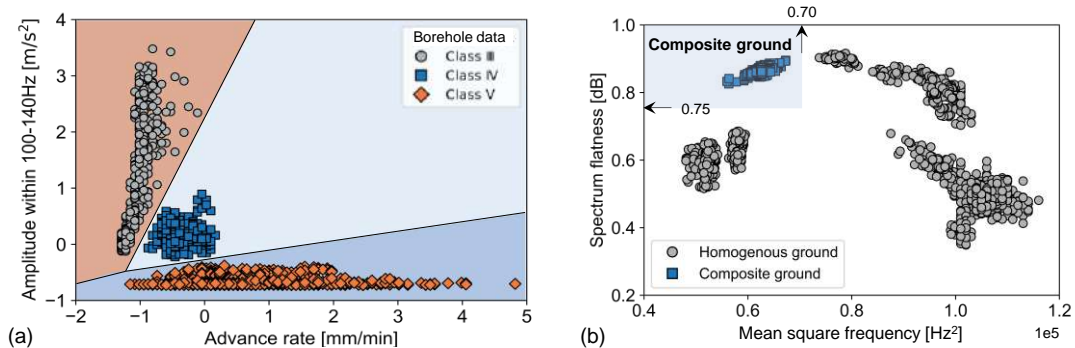 Borehole data
Class Ⅲ
Class Ⅳ
Class Ⅴ
4
3
2
1
0
−1
−2
−1
0
1
2
3
4
5
Amplitude within 100-140Hz [m/s²]
Advance rate [mm/min]
(a)
0.70
Composite ground
0.75
1.0
0.8
0.6
0.4
0.2
0.4
0.6
0.8
1.0
1.2
1e5
Spectrum flatness [dB]
Mean square frequency [Hz²]
Homogenous ground
Composite ground
(b)